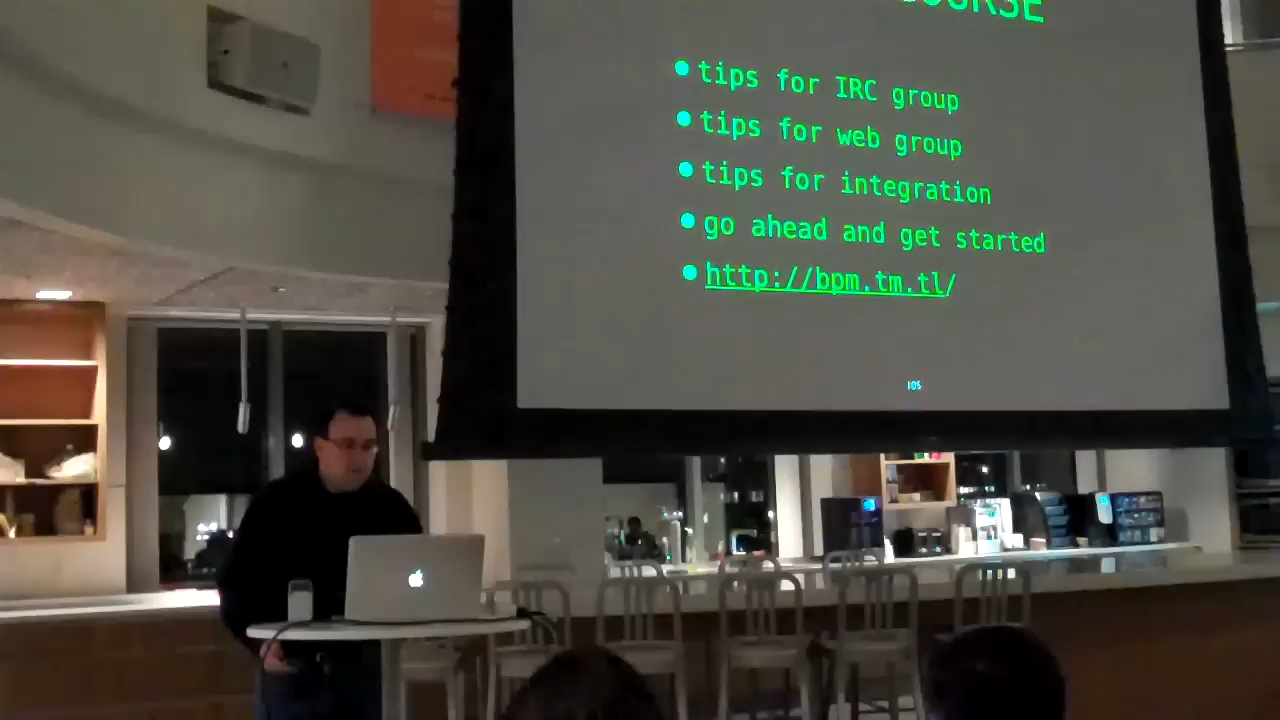 tips for IRC group
tips for web group
tips for integration
go ahead and get started
http://bpm.tm.tl/
105